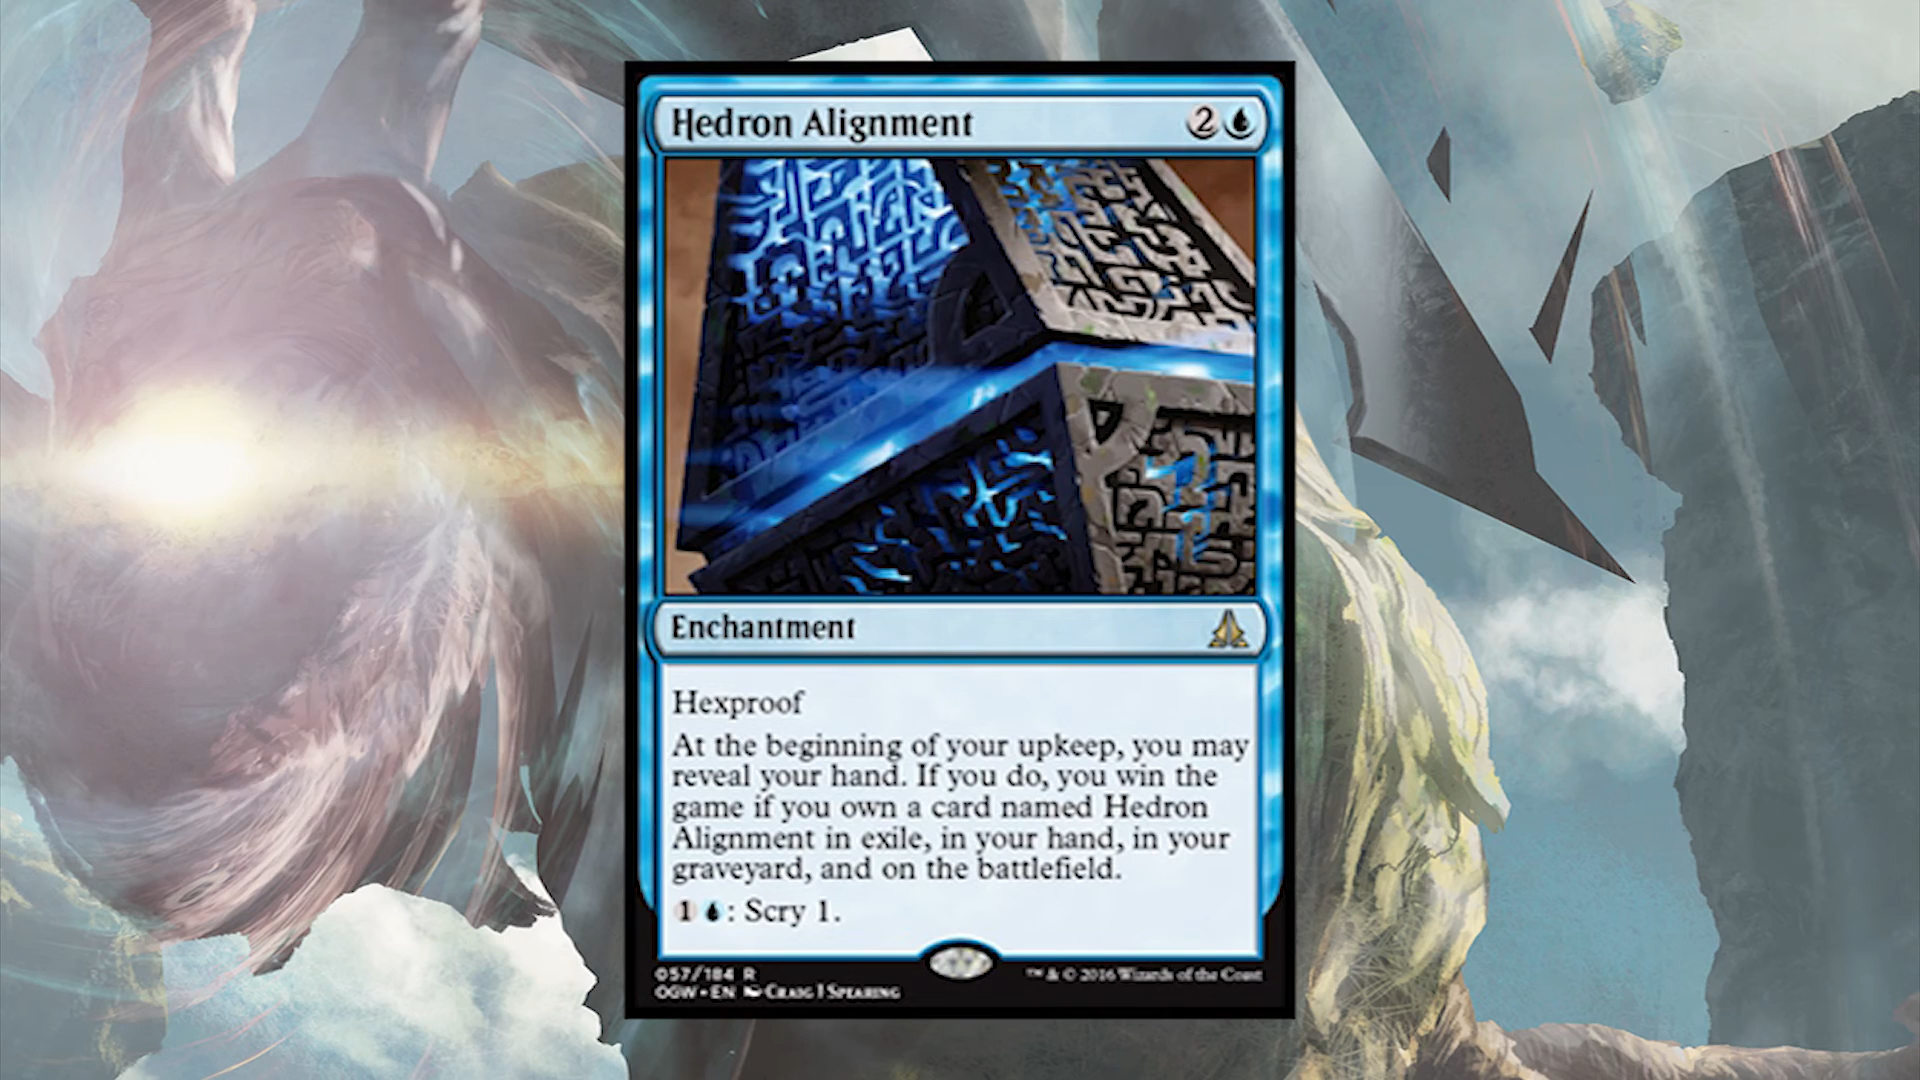 Hedron Alignment
2
Enchantment
Hexproof
At the beginning of your upkeep, you may
reveal your hand. If you do, you win the
game if you own a card named Hedron
Alignment in exile, in your hand, in your
graveyard, and on the battlefield.
1 : Scry 1.
057/184 R
™ & © 2016 Wizards of the Coast
OGW • EN Craig J Spearing